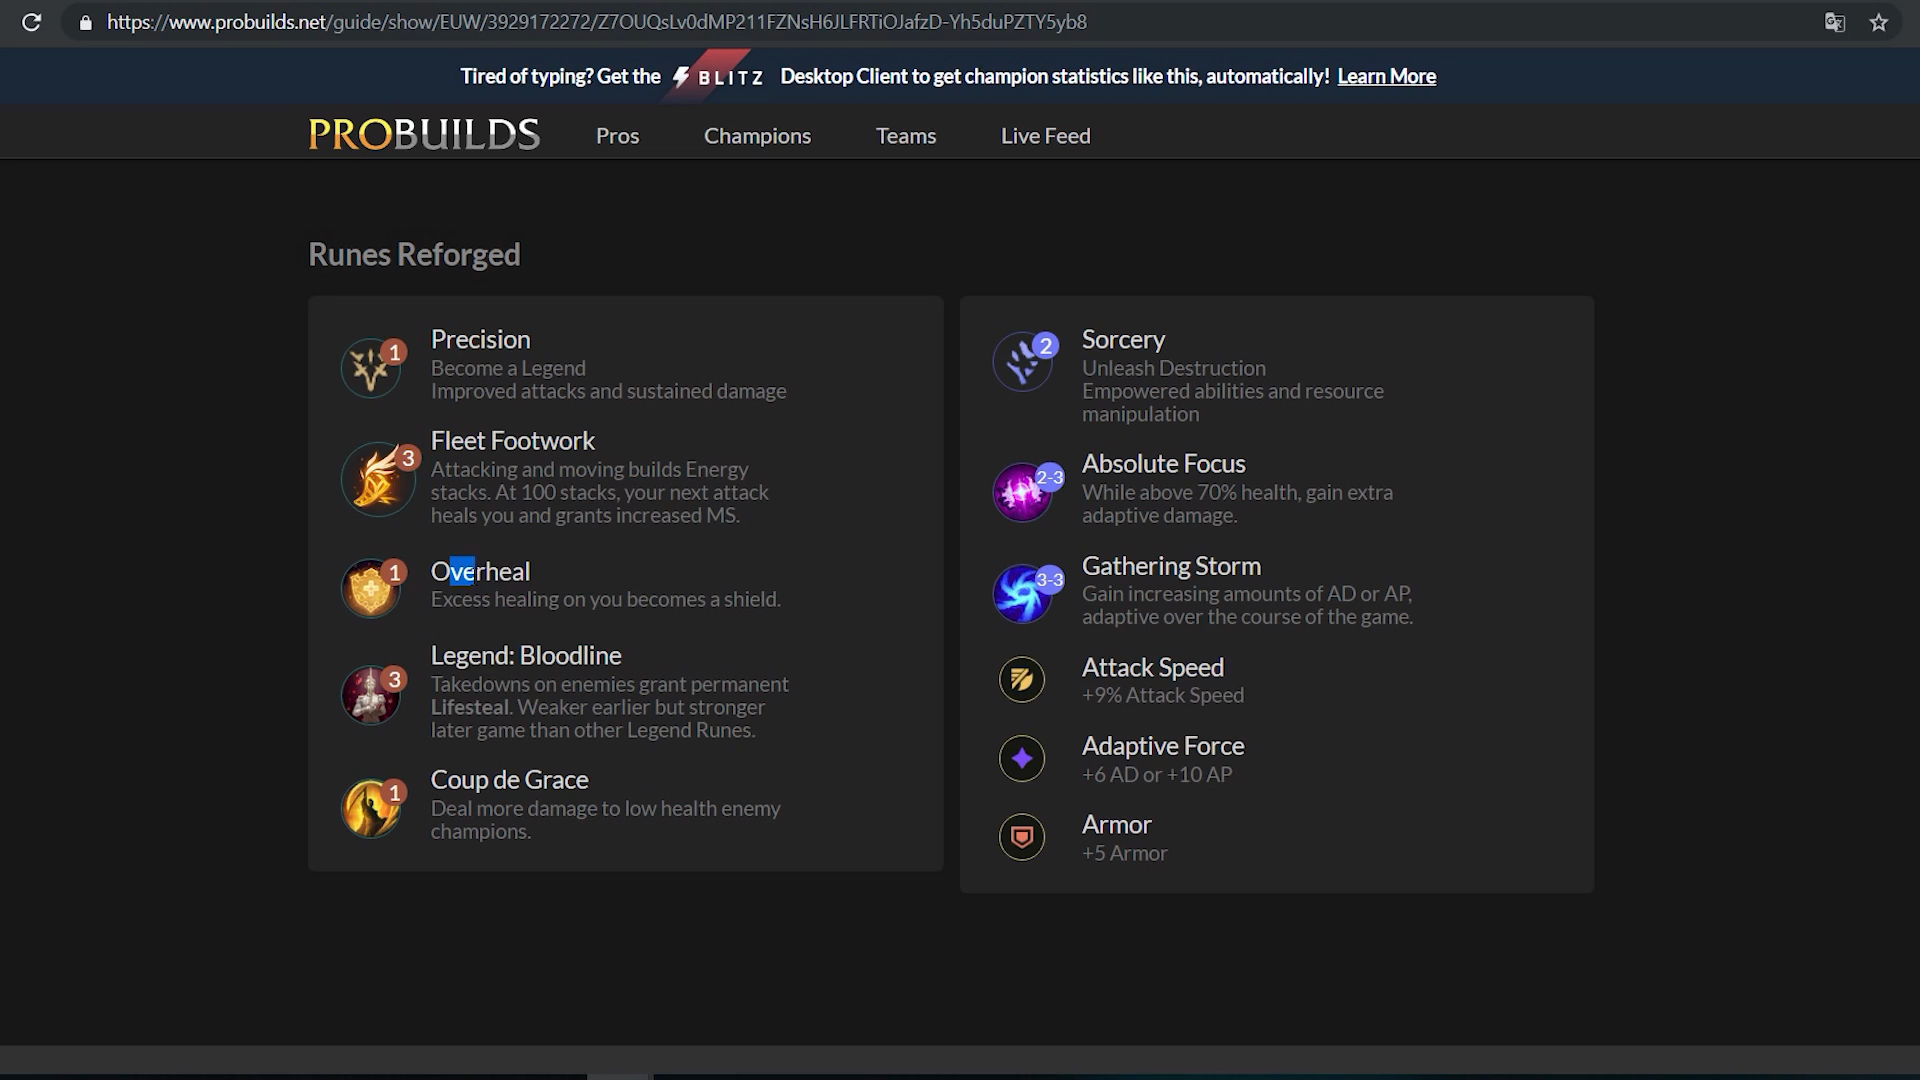 https://www.probuilds.net/guide/show/EUW/3929172272/Z7OUQsLv0dMP211FZNsH6JLFRTiOJafzD-Yh5duPZTY5yb8
Tired of typing? Get the BLITZ Desktop Client to get champion statistics like this, automatically! Learn More
PROBUILDS Pros Champions Teams Live Feed
Runes Reforged
1
Precision
Become a Legend
Improved attacks and sustained damage
3
Fleet Footwork
Attacking and moving builds Energy
stacks. At 100 stacks, your next attack
heals you and grants increased MS.
1
Overheal
Excess healing on you becomes a shield.
3
Legend: Bloodline
Takedowns on enemies grant permanent
Lifesteal. Weaker earlier but stronger
later game than other Legend Runes.
1
Coup de Grace
Deal more damage to low health enemy
champions.
2
Sorcery
Unleash Destruction
Empowered abilities and resource
manipulation
2-3
Absolute Focus
While above 70% health, gain extra
adaptive damage.
3-3
Gathering Storm
Gain increasing amounts of AD or AP,
adaptive over the course of the game.
Attack Speed
+9% Attack Speed
Adaptive Force
+6 AD or +10 AP
Armor
+5 Armor